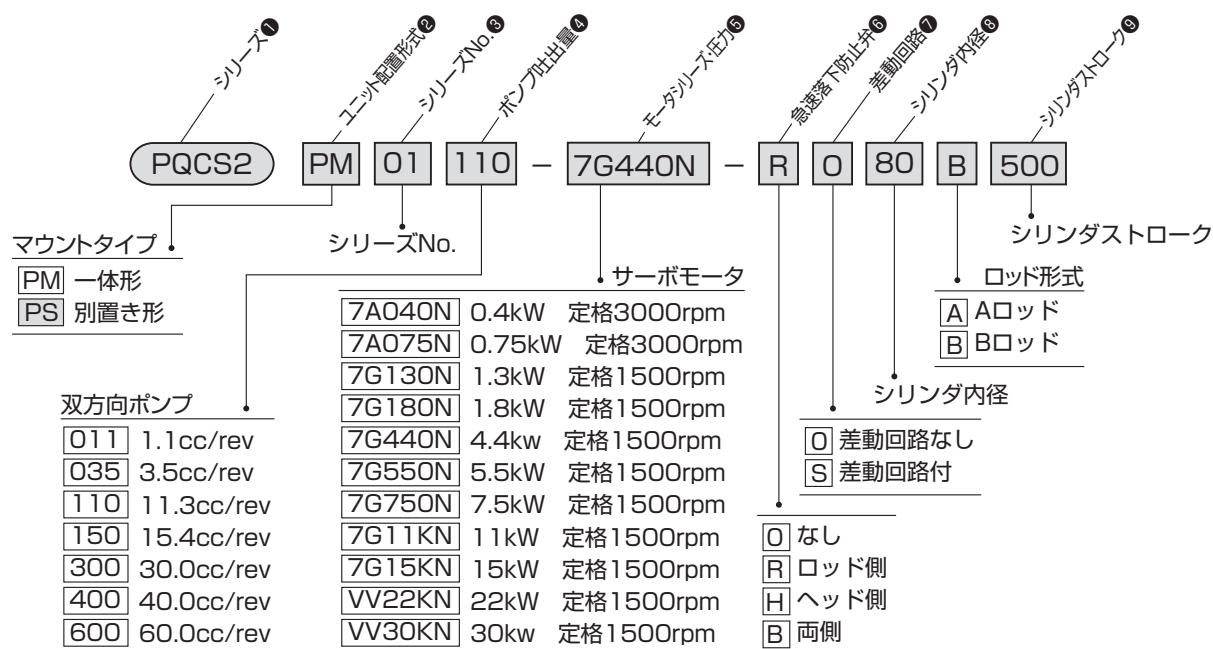 シリーズ❶
ユニット配置形式❷
シリーズNo.❸
ポンプ吐出量❹
モータシリーズ・圧力❺
急速落下防止弁❻
差動回路❼
シリンダ内径❽
シリンダストローク❾
PQCS2 PM 01 110 － 7G440N － R O 80 B 500
マウントタイプ
PM 一体形
PS 別置き形
シリーズNo.
双方向ポンプ
011 1.1cc/rev
035 3.5cc/rev
110 11.3cc/rev
150 15.4cc/rev
300 30.0cc/rev
400 40.0cc/rev
600 60.0cc/rev
サーボモータ
7A040N 0.4kW 定格3000rpm
7A075N 0.75kW 定格3000rpm
7G130N 1.3kW 定格1500rpm
7G180N 1.8kW 定格1500rpm
7G440N 4.4kw 定格1500rpm
7G550N 5.5kW 定格1500rpm
7G750N 7.5kW 定格1500rpm
7G11KN 11kW 定格1500rpm
7G15KN 15kW 定格1500rpm
VV22KN 22kW 定格1500rpm
VV30KN 30kw 定格1500rpm
O なし
R ロッド側
H ヘッド側
B 両側
O 差動回路なし
S 差動回路付
シリンダ内径
ロッド形式
A Aロッド
B Bロッド
シリンダストローク